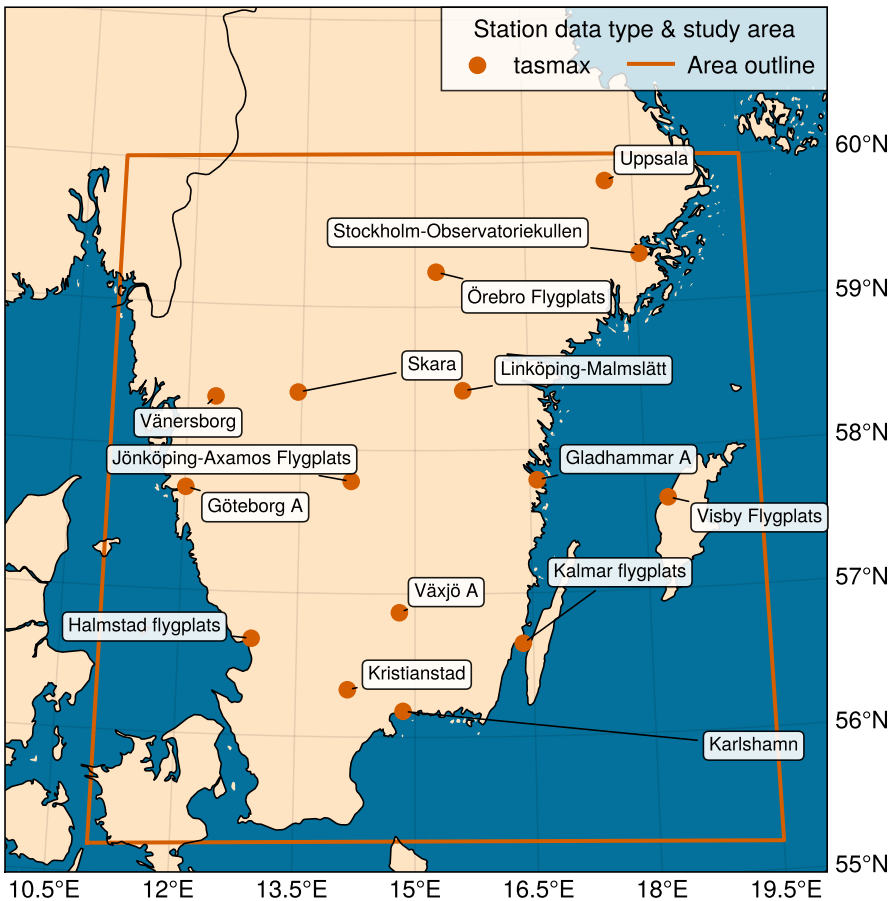 Station data type & study area
tasmax
Area outline
60°N
Uppsala
Stockholm-Observatoriekullen
59°N
Örebro Flygplats
Skara
Linköping-Malmslätt
Vänersborg
58°N
Jönköping-Axamos Flygplats
Gladhammar A
Göteborg A
Visby Flygplats
57°N
Kalmar flygplats
Växjö A
Halmstad flygplats
Kristianstad
56°N
Karlshamn
55°N
10.5°E
12°E
13.5°E
15°E
16.5°E
18°E
19.5°E